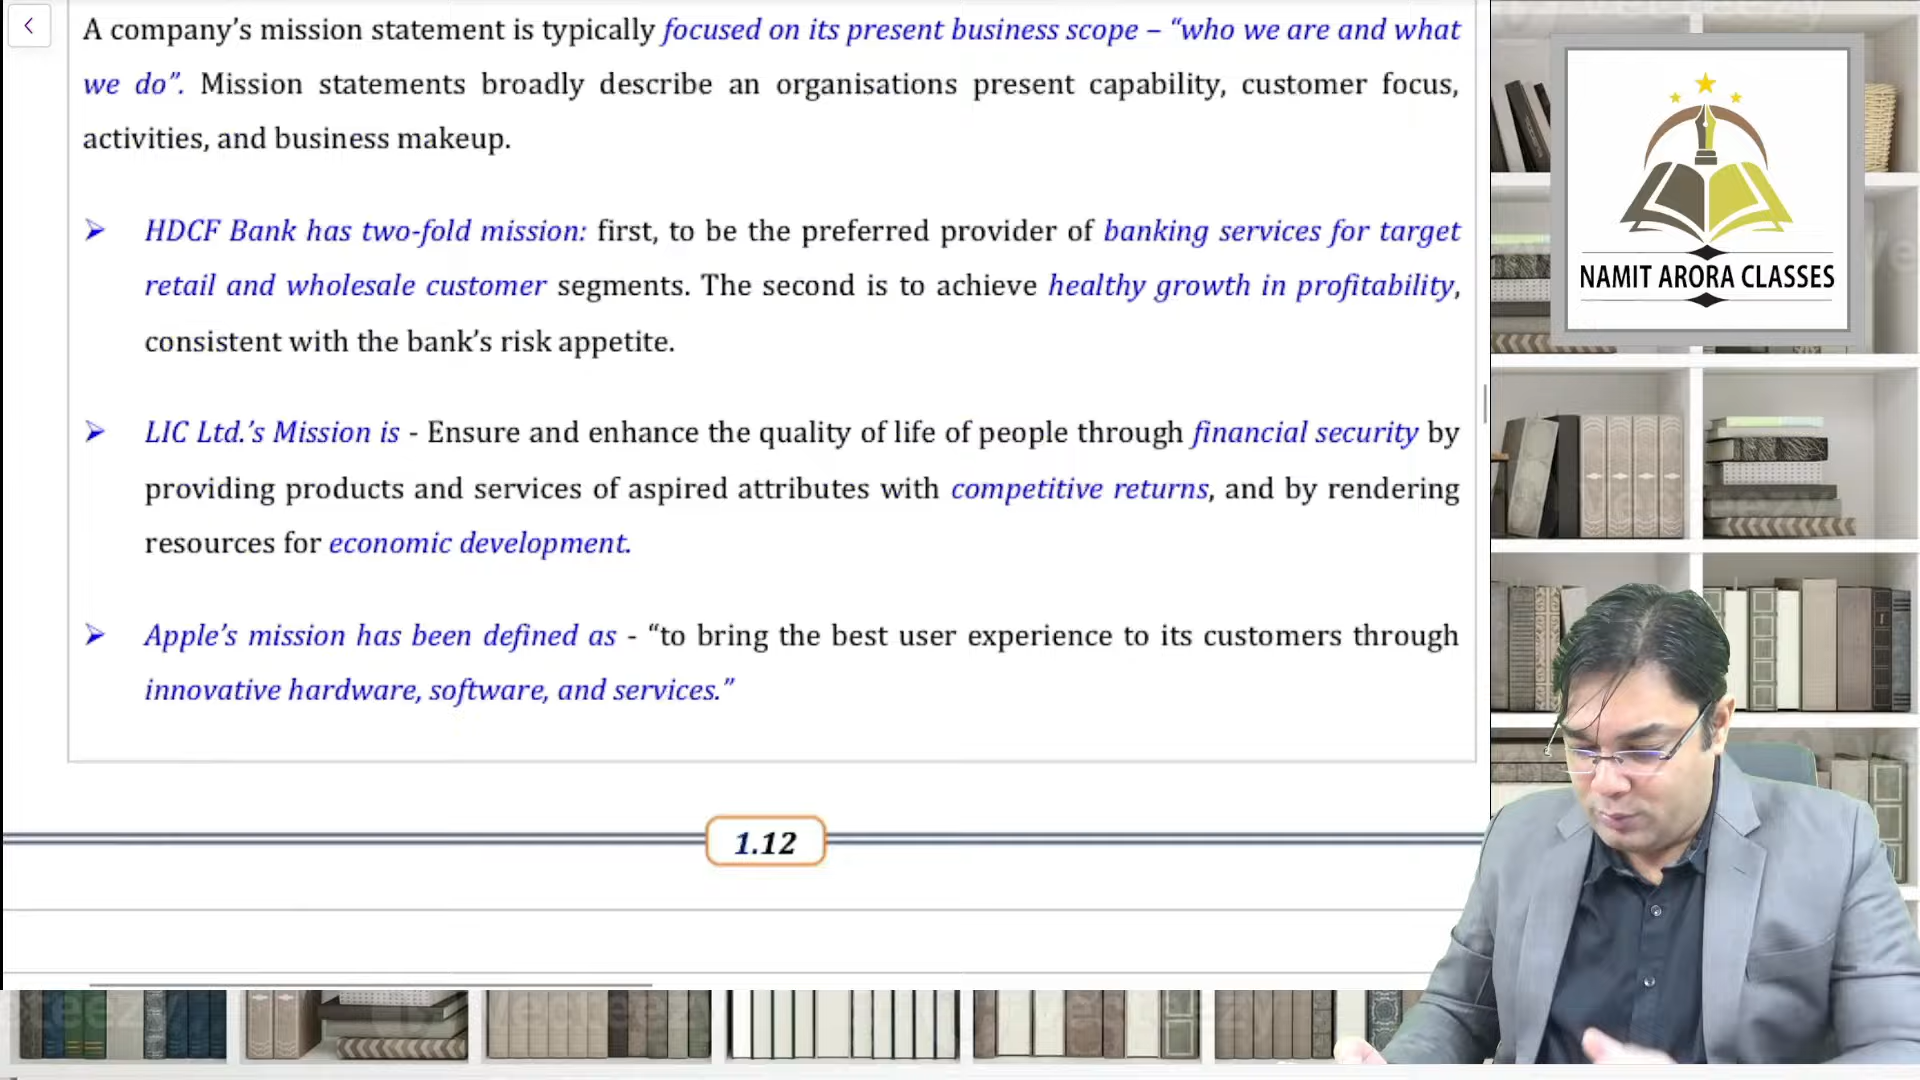 A company’s mission statement is typically focused on its present business scope – “who we are and what
we do”. Mission statements broadly describe an organisations present capability, customer focus,
activities, and business makeup.
HDCF Bank has two-fold mission: first, to be the preferred provider of banking services for target
retail and wholesale customer segments. The second is to achieve healthy growth in profitability,
consistent with the bank’s risk appetite.
LIC Ltd.’s Mission is - Ensure and enhance the quality of life of people through financial security by
providing products and services of aspired attributes with competitive returns, and by rendering
resources for economic development.
Apple’s mission has been defined as - “to bring the best user experience to its customers through
innovative hardware, software, and services.”
1.12
NAMIT ARORA CLASSES